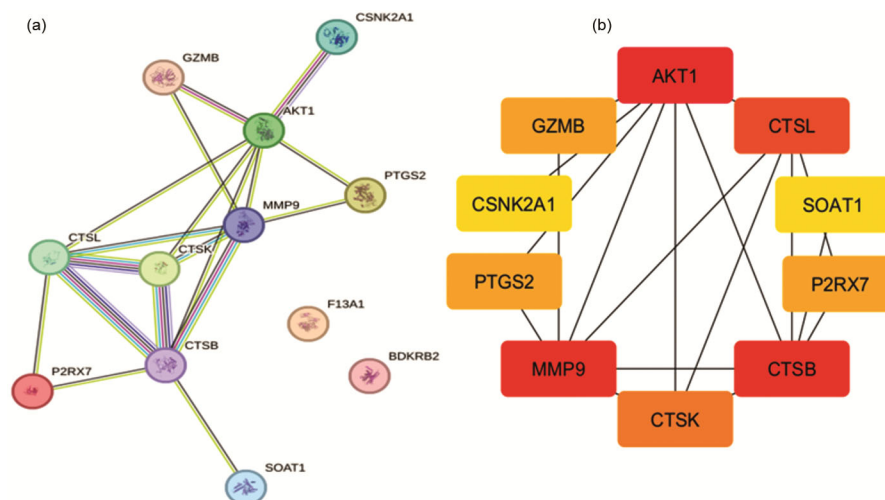 (a)
CSNK2A1
GZMB
AKT1
PTGS2
MMP9
CTSL
CTSK
F13A1
CTSB
BDKRB2
P2RX7
SOAT1
(b)
AKT1
GZMB
CTSL
CSNK2A1
SOAT1
PTGS2
P2RX7
MMP9
CTSB
CTSK